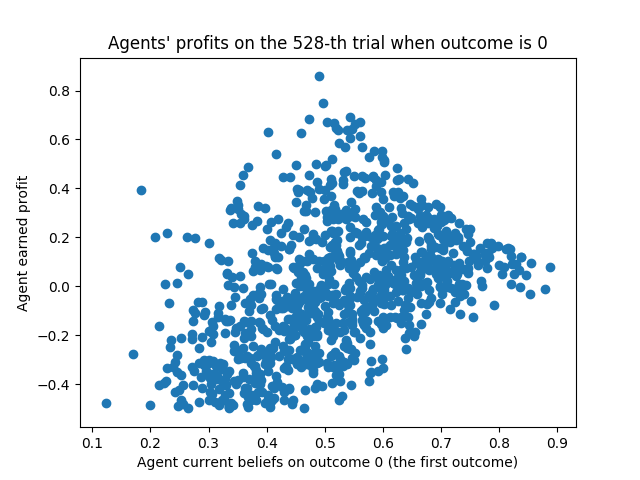 Agents' profits on the 528-th trial when outcome is 0
Agent earned profit
0.8
0.6
0.4
0.2
0.0
−0.2
−0.4
0.1 0.2 0.3 0.4 0.5 0.6 0.7 0.8 0.9
Agent current beliefs on outcome 0 (the first outcome)